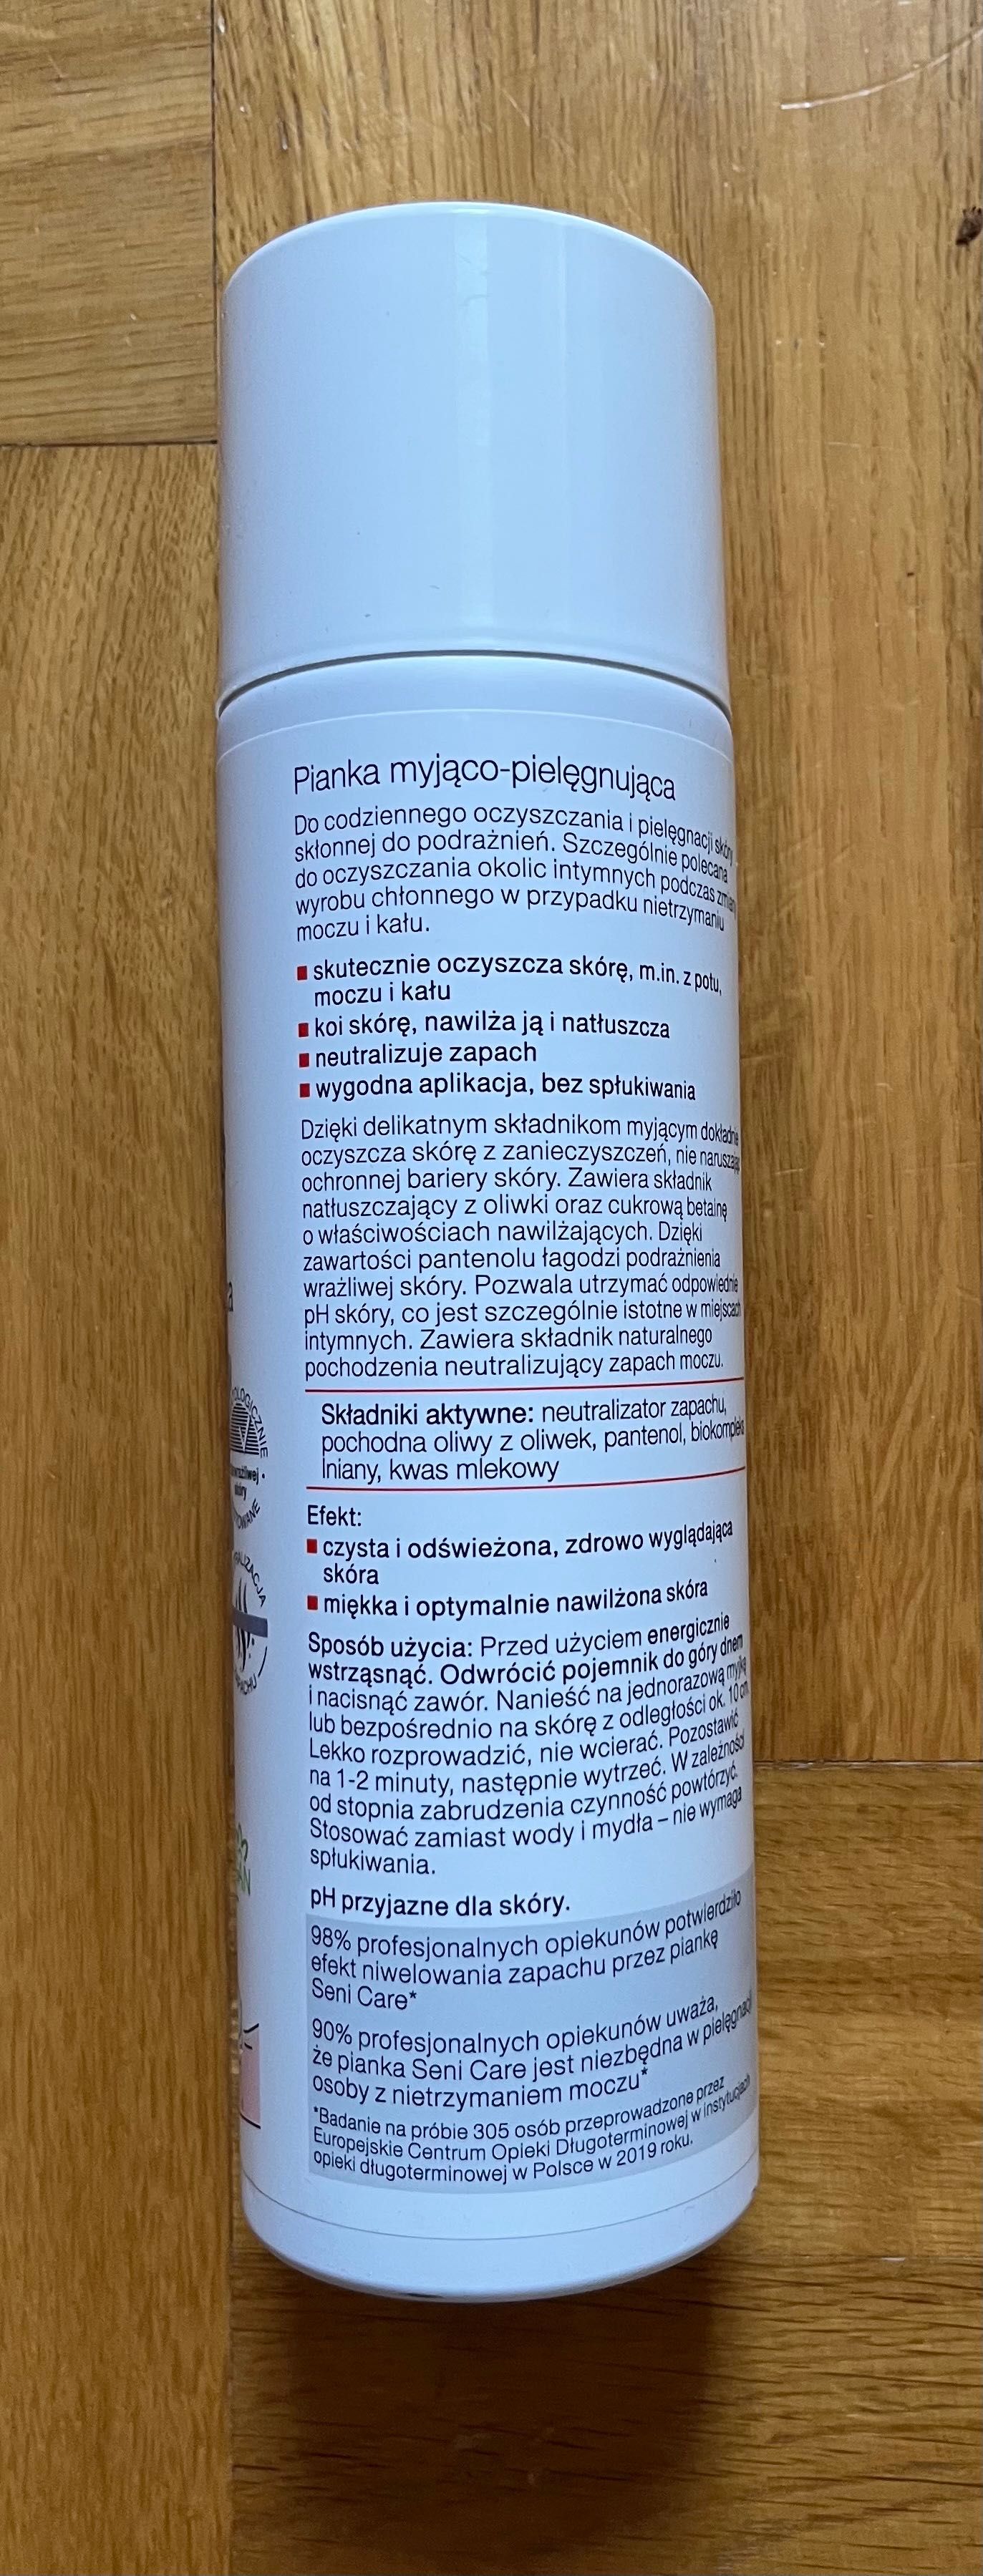 Pianka myjąco-pielęgnująca
Do codziennego oczyszczania i pielęgnacji skóry
skłonnej do podrażnień. Szczególnie polecana
do oczyszczania okolic intymnych podczas zmiany
wyrobu chłonnego w przypadku nietrzymaniu
moczu i kału.
skutecznie oczyszcza skórę, m.in. z potu,
moczu i kału
koi skórę, nawilża ją i natłuszcza
neutralizuje zapach
wygodna aplikacja, bez spłukiwania
Dzięki delikatnym składnikom myjącym dokładnie
oczyszcza skórę z zanieczyszczeń, nie naruszając
ochronnej bariery skóry. Zawiera składnik
natłuszczający z oliwki oraz cukrową betainę
o właściwościach nawilżających. Dzięki
zawartości pantenolu łagodzi podrażnienia
wrażliwej skóry. Pozwala utrzymać odpowiednie
pH skóry, co jest szczególnie istotne w miejscach
intymnych. Zawiera składnik naturalnego
pochodzenia neutralizujący zapach moczu.
Składniki aktywne: neutralizator zapachu,
pochodna oliwy z oliwek, pantenol, biokompleks
lniany, kwas mlekowy
Efekt:
czysta i odświeżona, zdrowo wyglądająca
skóra
miękka i optymalnie nawilżona skóra
Sposób użycia: Przed użyciem energicznie
wstrząsnąć. Odwrócić pojemnik do góry dnem
i nacisnąć zawór. Nanieść na jednorazową myjkę
lub bezpośrednio na skórę z odległości ok. 10 cm.
Lekko rozprowadzić, nie wcierać. Pozostawić
na 1-2 minuty, następnie wytrzeć. W zależności
od stopnia zabrudzenia czynność powtórzyć.
Stosować zamiast wody i mydła – nie wymaga
spłukiwania.
pH przyjazne dla skóry.
98% profesjonalnych opiekunów potwierdziło
efekt niwelowania zapachu przez piankę
Seni Care*
90% profesjonalnych opiekunów uważa,
że pianka Seni Care jest niezbędna w pielęgnacji
osoby z nietrzymaniem moczu*
*Badanie na próbie 305 osób przeprowadzone przez
Europejskie Centrum Opieki Długoterminowej w instytucjach
opieki długoterminowej w Polsce w 2019 roku.